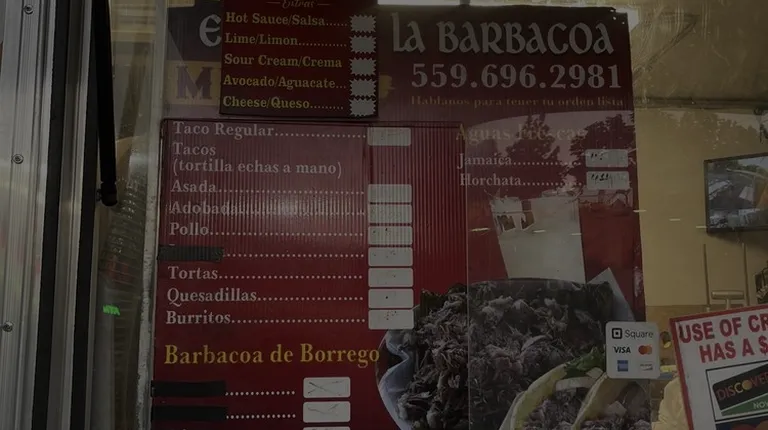 Extras
Hot Sauce/Salsa...
Lime/Limon...........
Sour Cream/Crema
Avocado/Aguacate...
Cheese/Queso........
LA BARBACOA
559.696.2981
Hablanos para tener tu orden lista
Taco Regular......................
Tacos
(tortilla echas a mano)
Asada...............................
Adobada...........................
Pollo................................
Tortas..............................
Quesadillas.......................
Burritos............................
Aguas Frescas
Jamaica...............
Horchata..............
Barbacoa de Borrego
Square
VISA
USE OF CR
HAS A $
DISCOVER
NOV